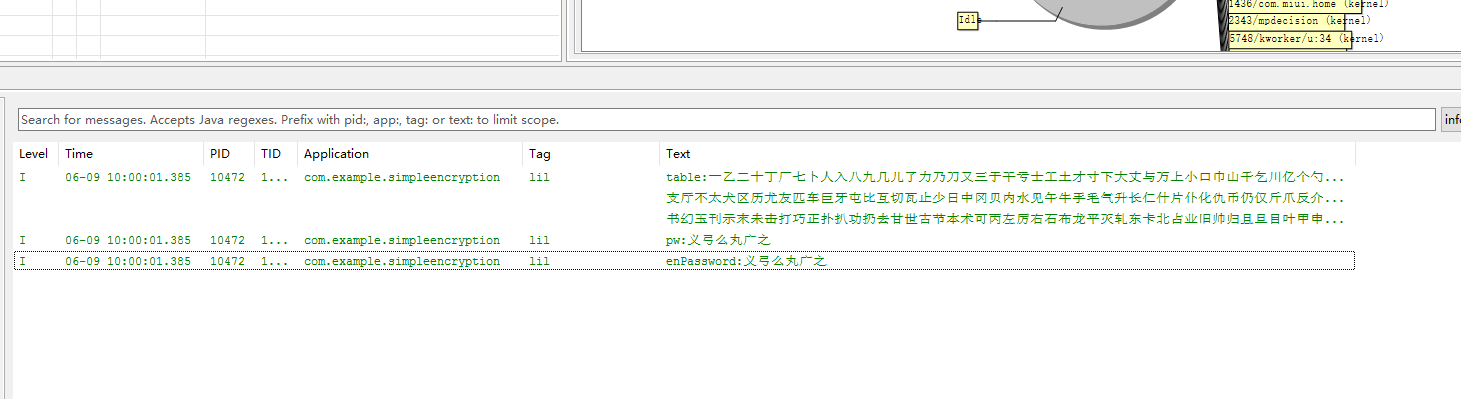 1436/com.miui.home (kernel)
Idle
2343/mpdecision (kernel)
5748/kworker/u:34 (kernel)
Search for messages. Accepts Java regexes. Prefix with pid:, app:, tag: or text: to limit scope.
info
Level Time PID TID Application Tag Text
I 06-09 10:00:01.385 10472 1... com.example.simpleencryption lil table:一乙二十丁厂七卜人入八九几儿了力乃刀又三于干亏士工土才寸下大丈与万上小口巾山千乞川亿个勺...
支厅不太犬区历尤友匹车巨牙屯比互切瓦止少日中冈贝内水见午牛手毛气升长仁什片仆化仇币仍仅斤爪反介...
书幻玉刊示末未击打巧正扑扒功扔去甘世古节本术可丙左厉右石布龙平灭轧东卡北占业旧帅归且旦目叶甲申...
I 06-09 10:00:01.385 10472 1... com.example.simpleencryption lil pw:义弓么丸广之
I 06-09 10:00:01.385 10472 1... com.example.simpleencryption lil enPassword:义弓么丸广之